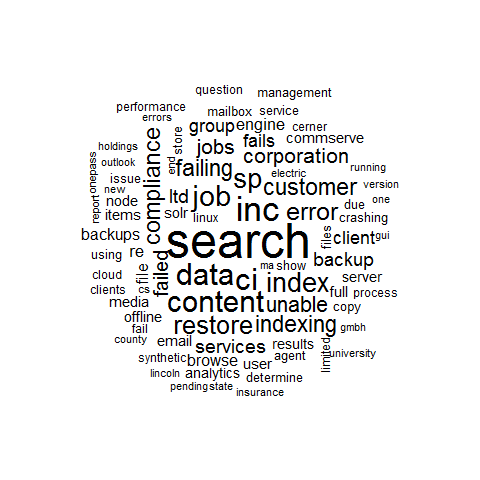 question
management
performance
mailbox service
errors
group engine cerner
store
holdings
jobs fails commserve
compliance
corporation
outlook
end
failing
electric
running
onepass
issue
new
sp customer
version
report
node
ltd job
inc error
due one
items
solr linux
crashing
search
files
backups
client gui
re
using
failed
data ci
ma show
backup
cloud
file
index
server
clients
cs
content
unable
full process
media
copy
offline
restore indexing
gmbh
fail
county
email
services
results
limited
university
synthetic
browse user agent
lincoln
analytics
determine
pending state
insurance